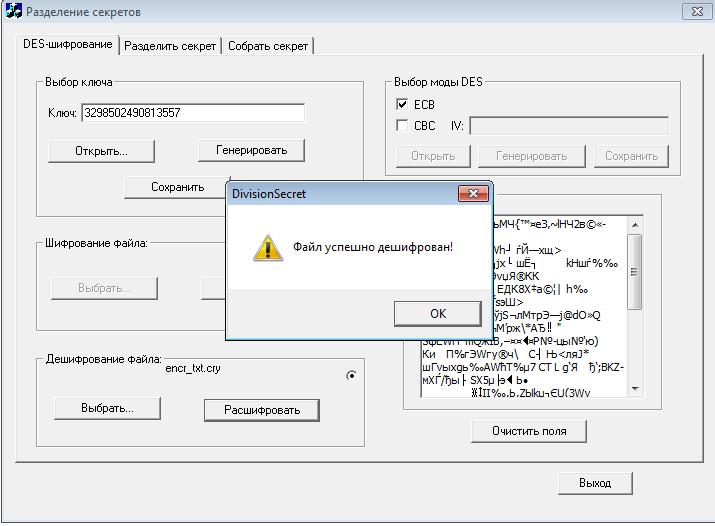 Разделение секретов
DES-шифрование Разделить секрет Собрать секрет
Выбор ключа
Ключ: 3298502490813557
Открыть... Генерировать
Сохранить
Выбор моды DES
ECB
CBC IV:
Открыть Генерировать Сохранить
DivisionSecret
Файл успешно дешифрован!
OK
Шифрование файла:
Выбрать...
Дешифрование файла:
encr_txt.cry
Выбрать... Расшифровать
Очистить поля
Выход